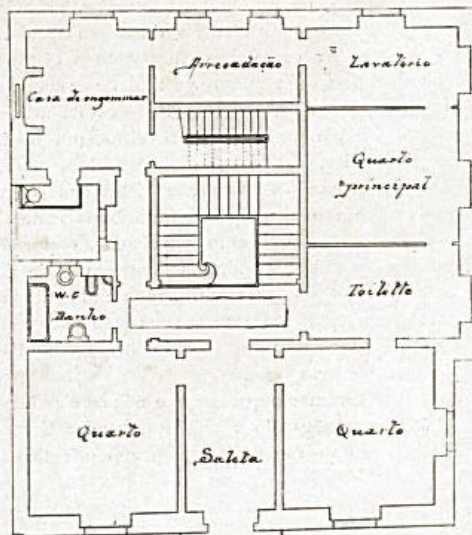 Arrecadação
Lavatorio
Casa de engommar
Quarto
principal
W.C
Banho
Toilette
Quarto
Saleta
Quarto